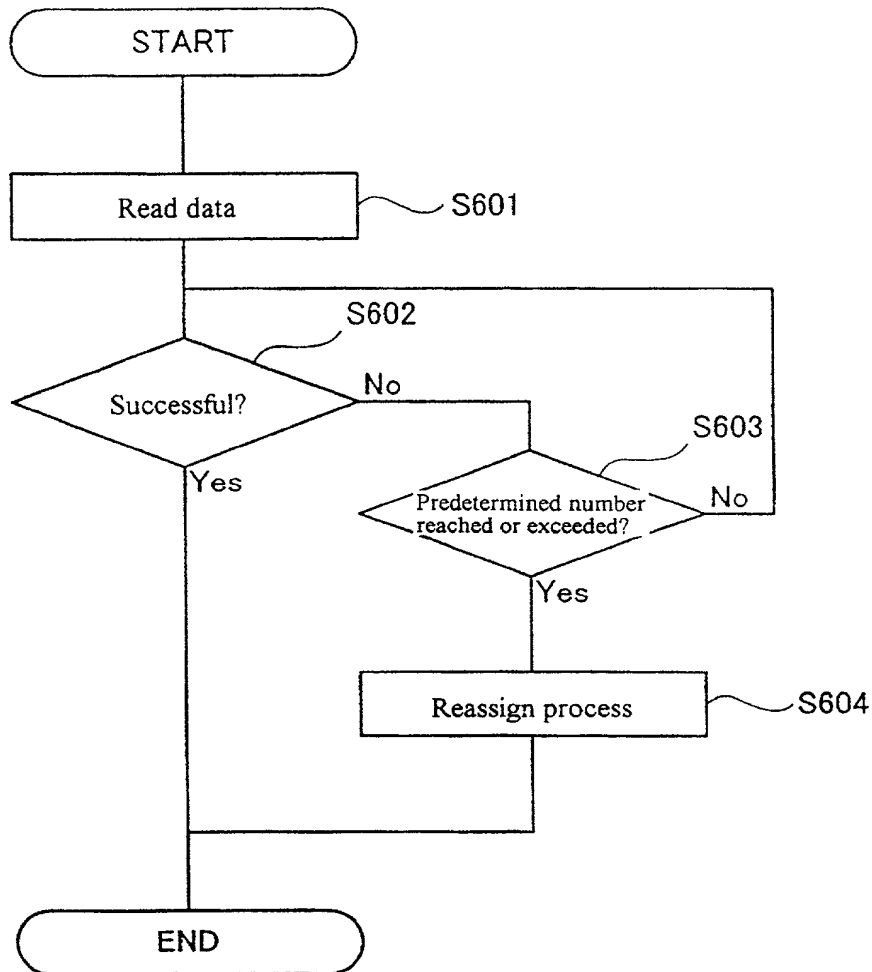 START
Read data
S601
S602
Successful?
No
Yes
S603
Predetermined number
reached or exceeded?
No
Yes
Reassign process
S604
END